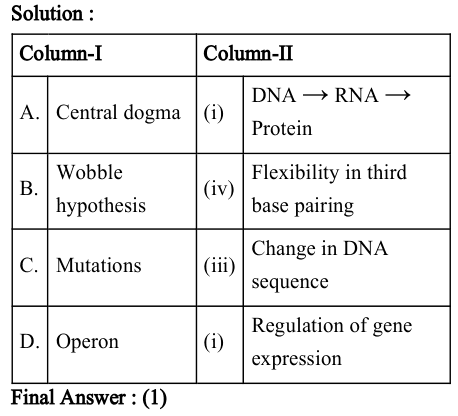 Solution :
Column-I Column-II
A. Central dogma (i) DNA → RNA →
Protein
B. Wobble
hypothesis (iv) Flexibility in third
base pairing
C. Mutations (iii) Change in DNA
sequence
D. Operon (i) Regulation of gene
expression
Final Answer : (1)